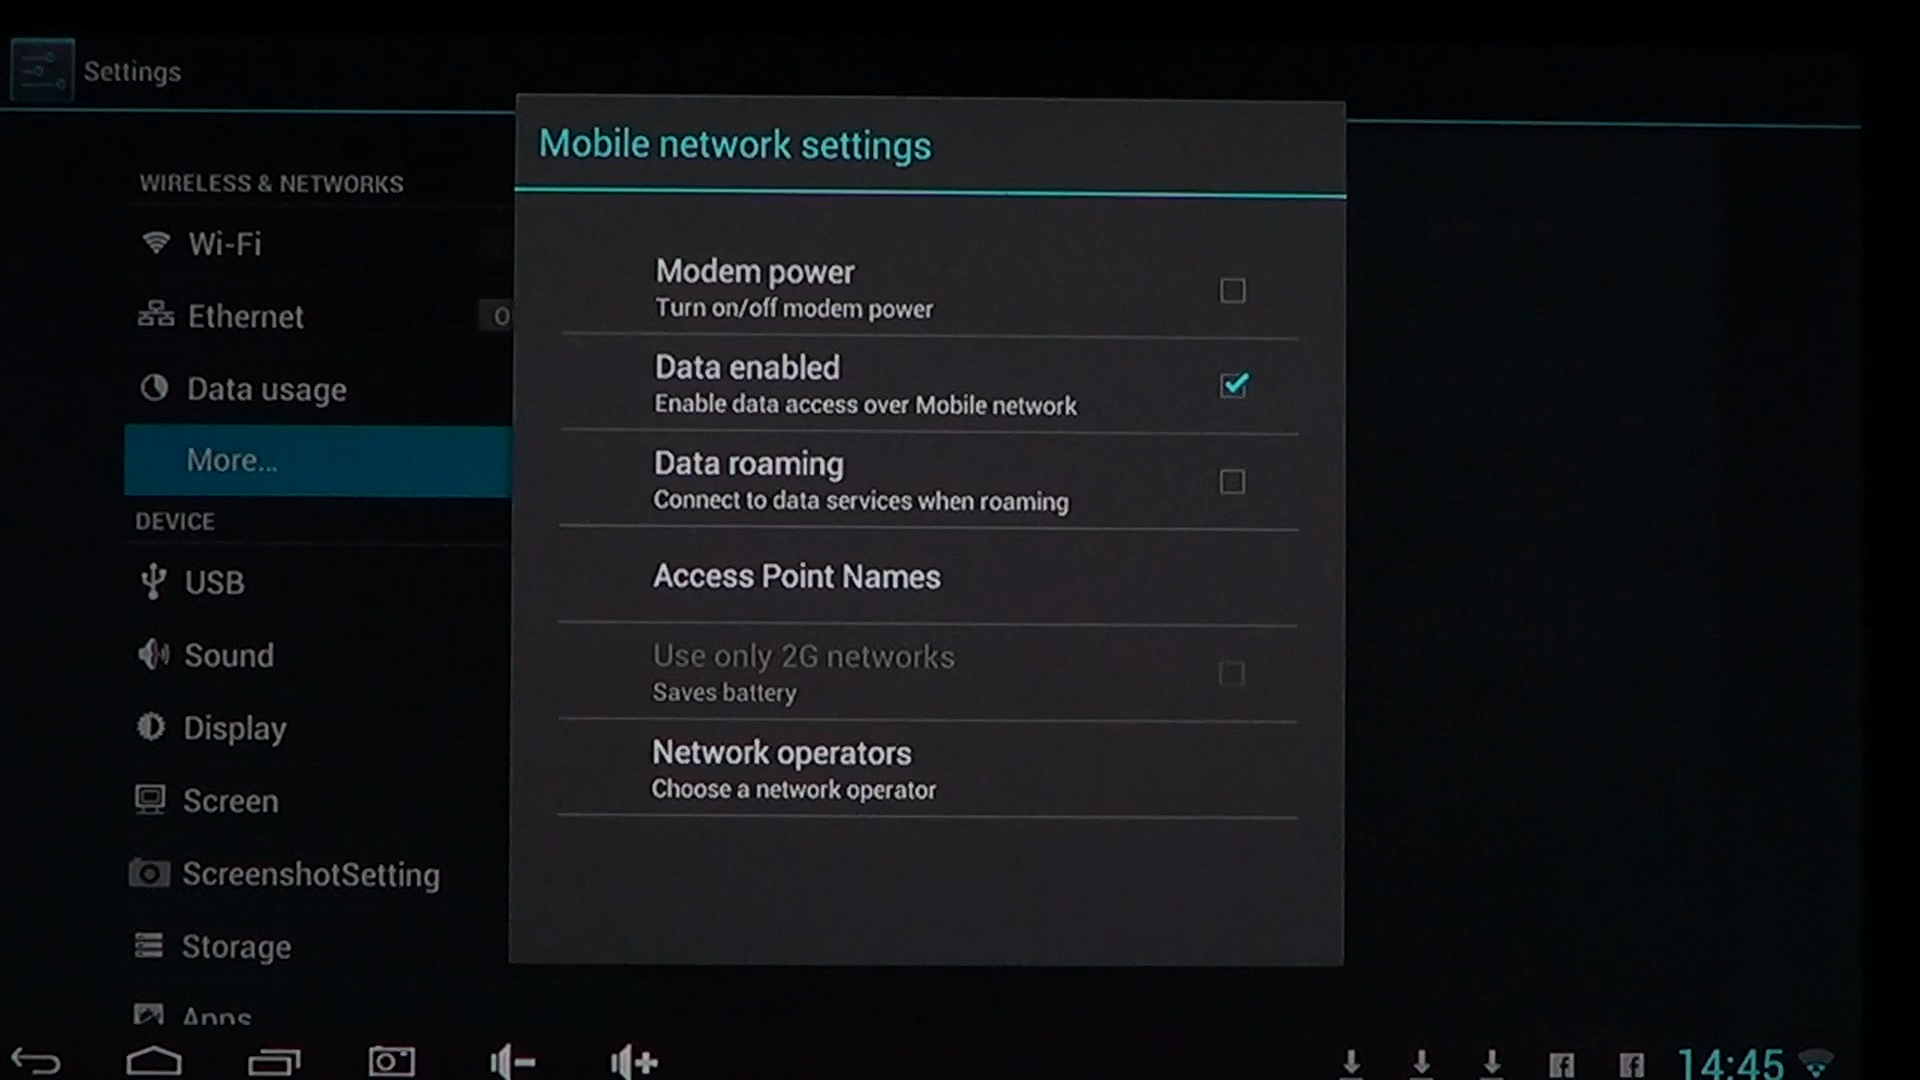 Settings
WIRELESS & NETWORKS
Wi-Fi
Ethernet
O
Data usage
More...
DEVICE
USB
Sound
Display
Screen
ScreenshotSetting
Storage
Apps
Mobile network settings
Modem power
Turn on/off modem power
Data enabled
Enable data access over Mobile network
Data roaming
Connect to data services when roaming
Access Point Names
Use only 2G networks
Saves battery
Network operators
Choose a network operator
14:45